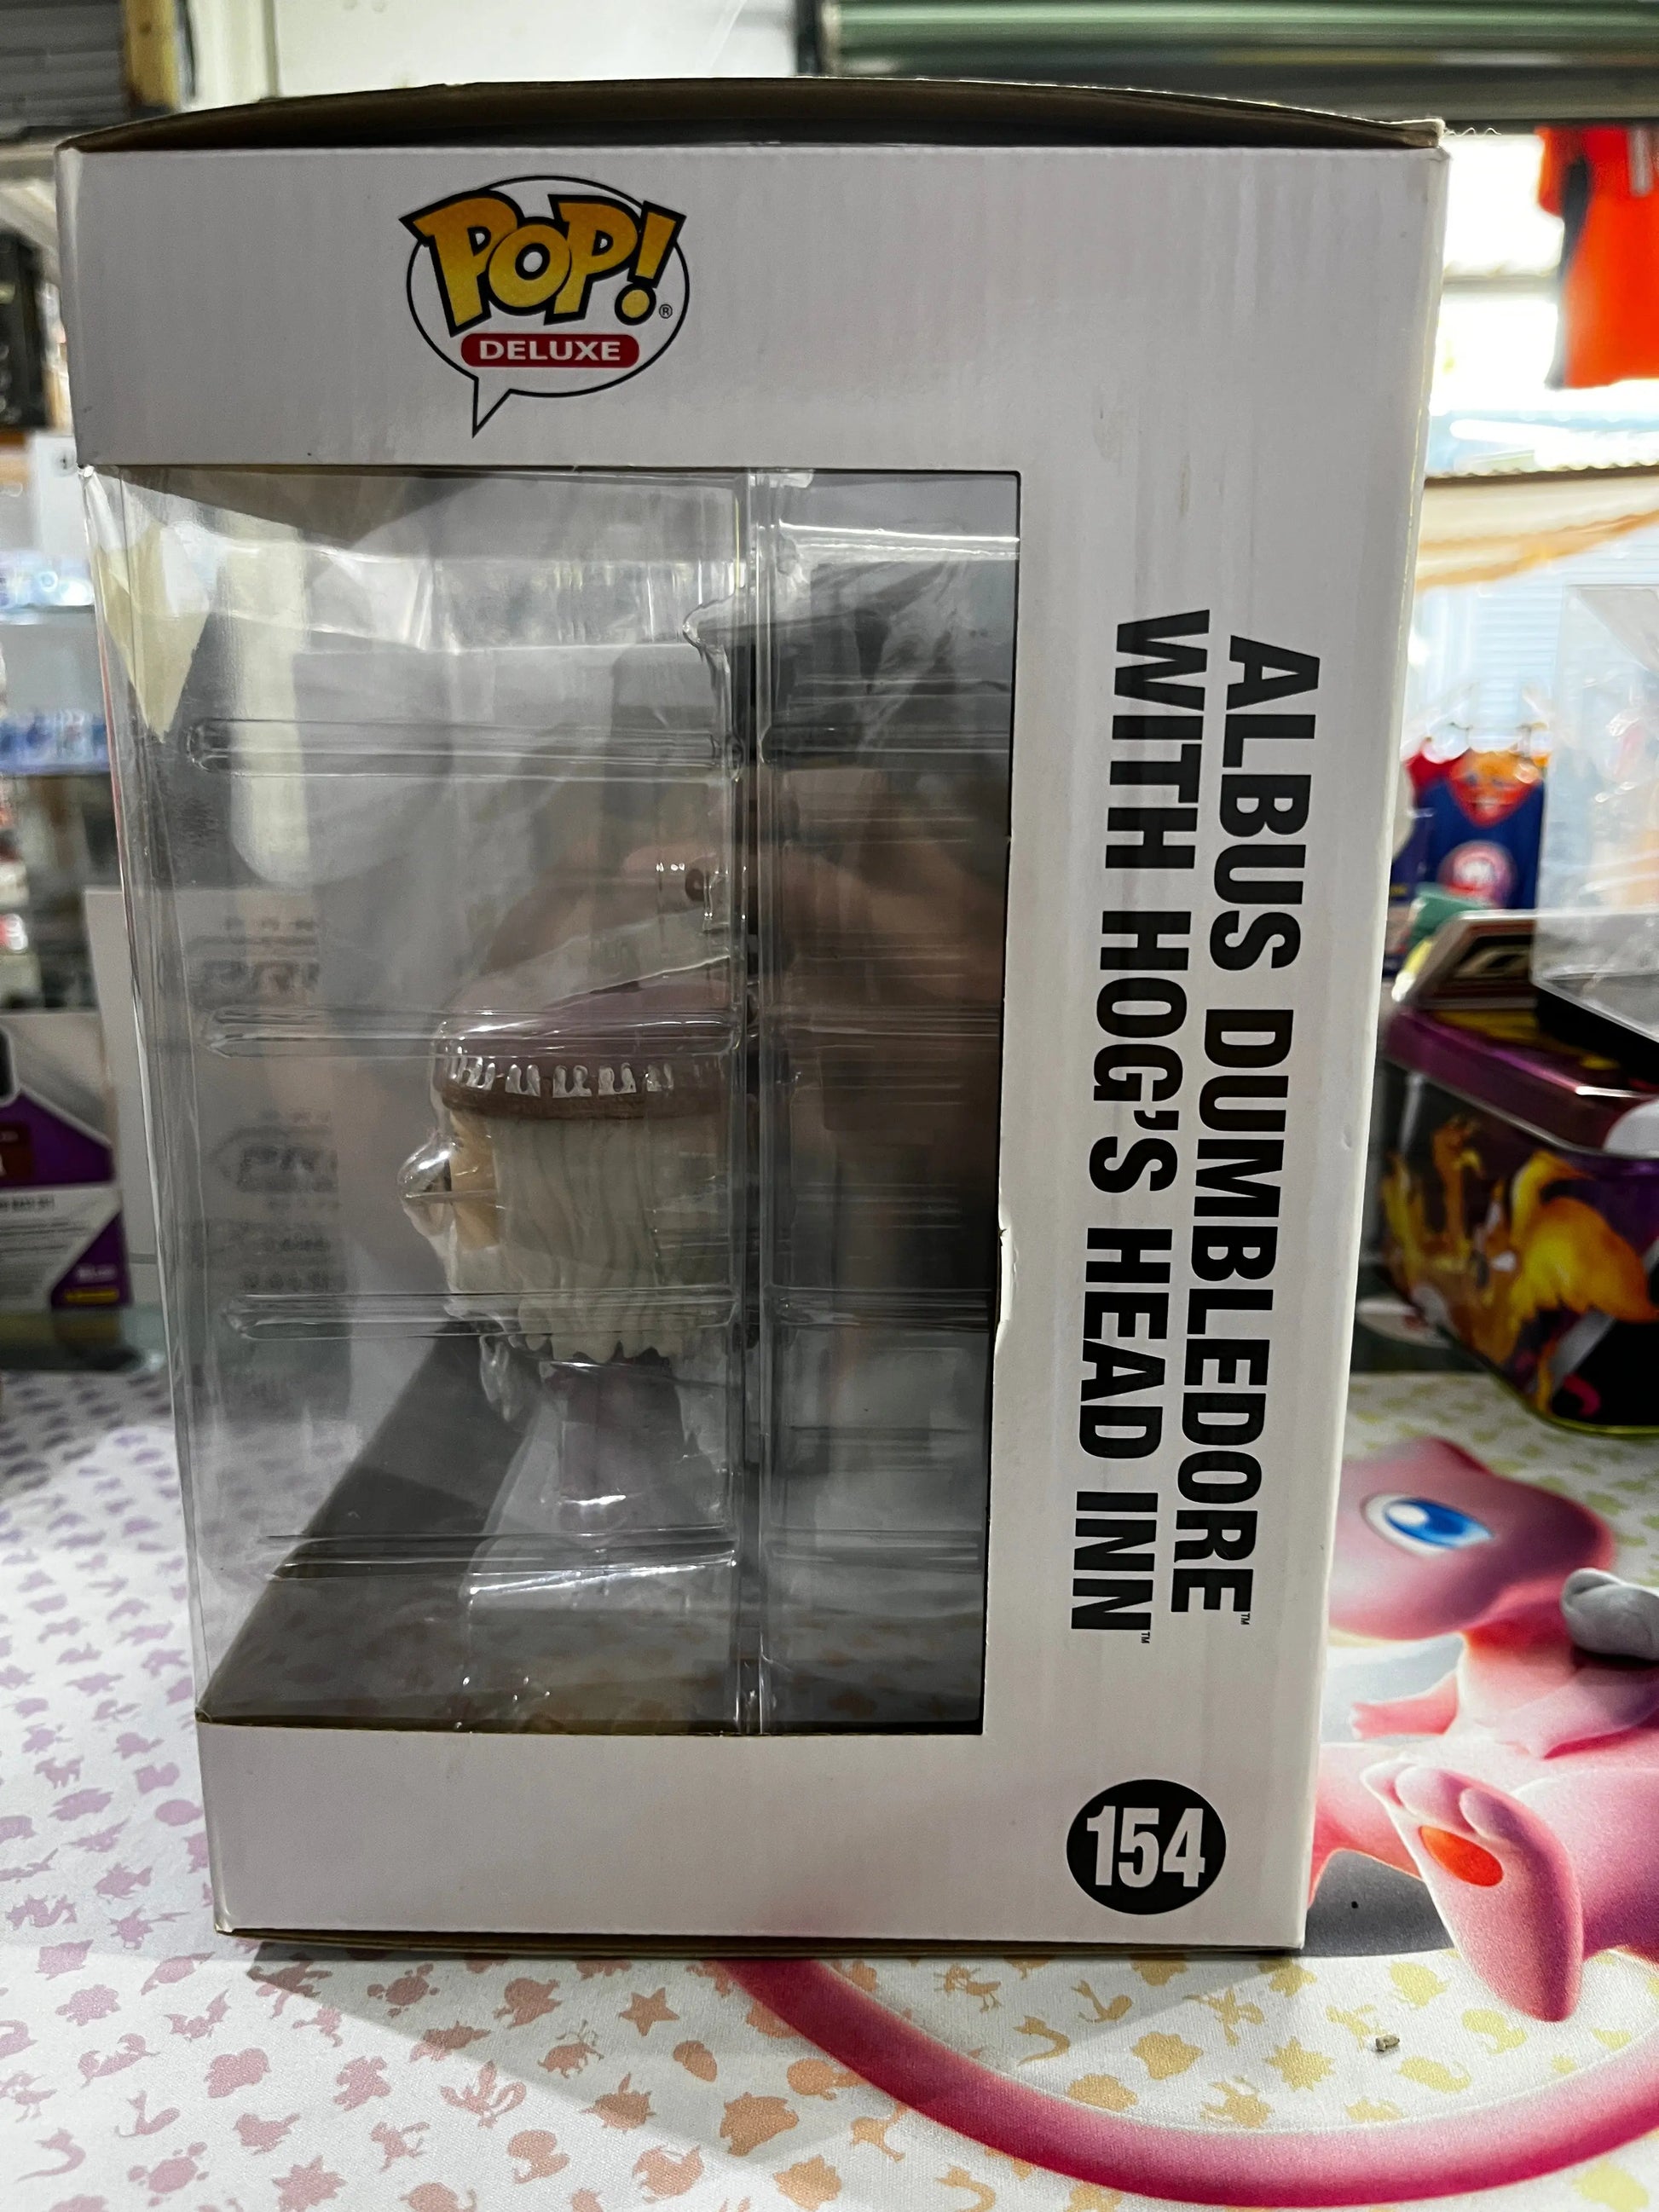 POP!®
DELUXE
ALBUS DUMBLEDORE™
WITH HOG'S HEAD INN™
154